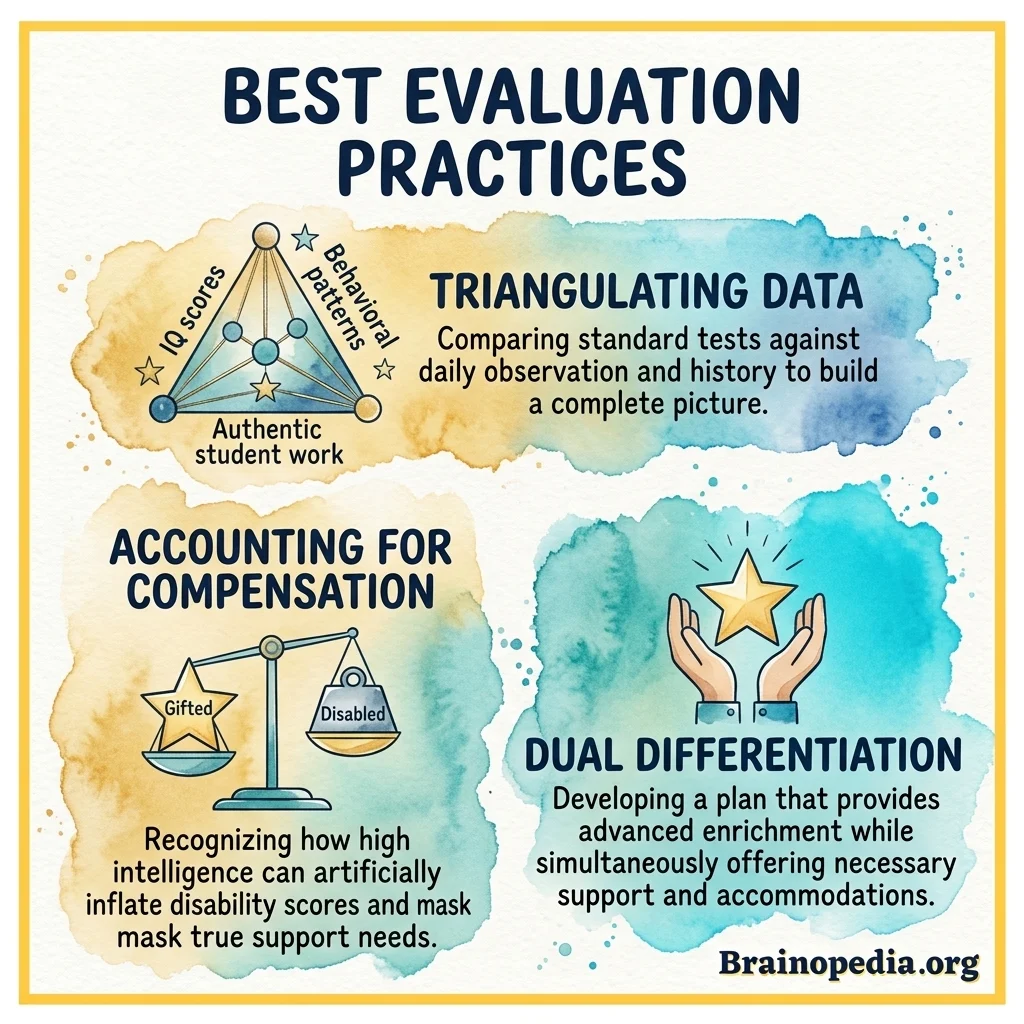 BEST EVALUATION
PRACTICES
IQ scores
Behavioral
patterns
Authentic
student work
TRIANGULATING DATA
Comparing standard tests against
daily observation and history to build
a complete picture.
ACCOUNTING FOR
COMPENSATION
Gifted
Disabled
Recognizing how high
intelligence can artificially
inflate disability scores and mask
mask true support needs.
DUAL DIFFERENTIATION
Developing a plan that provides
advanced enrichment while
simultaneously offering necessary
support and accommodations.
Brainopedia.org